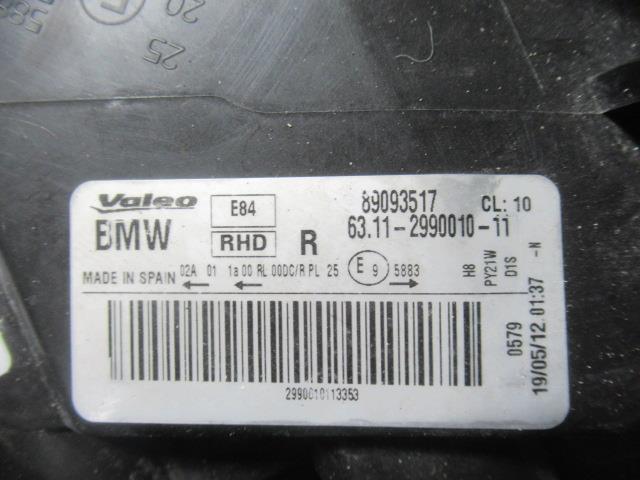 20
25
Valeo E84 89093517 CL: 10
BMW RHD R 63.11-2990010-11
MADE IN SPAIN 02A 01 1a 00 RL 00DC/R PL 25 E 9 5883
H8
PY21W
D1S
-N
0579
19/05/12 01:37
2990010113353